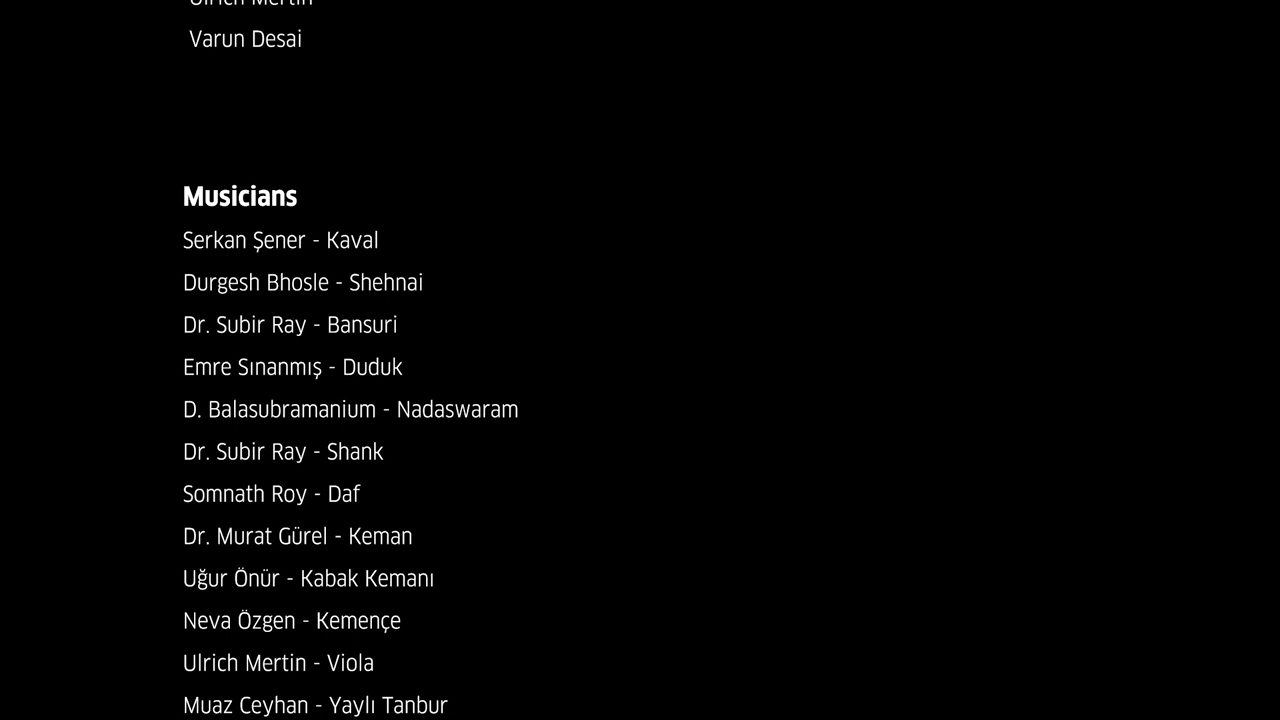 Ulrich Mertin
Varun Desai
Musicians
Serkan Şener - Kaval
Durgesh Bhosle - Shehnai
Dr. Subir Ray - Bansuri
Emre Sınanmış - Duduk
D. Balasubramanium - Nadaswaram
Dr. Subir Ray - Shank
Somnath Roy - Daf
Dr. Murat Gürel - Keman
Uğur Önür - Kabak Kemanı
Neva Özgen - Kemençe
Ulrich Mertin - Viola
Muaz Ceyhan - Yaylı Tanbur